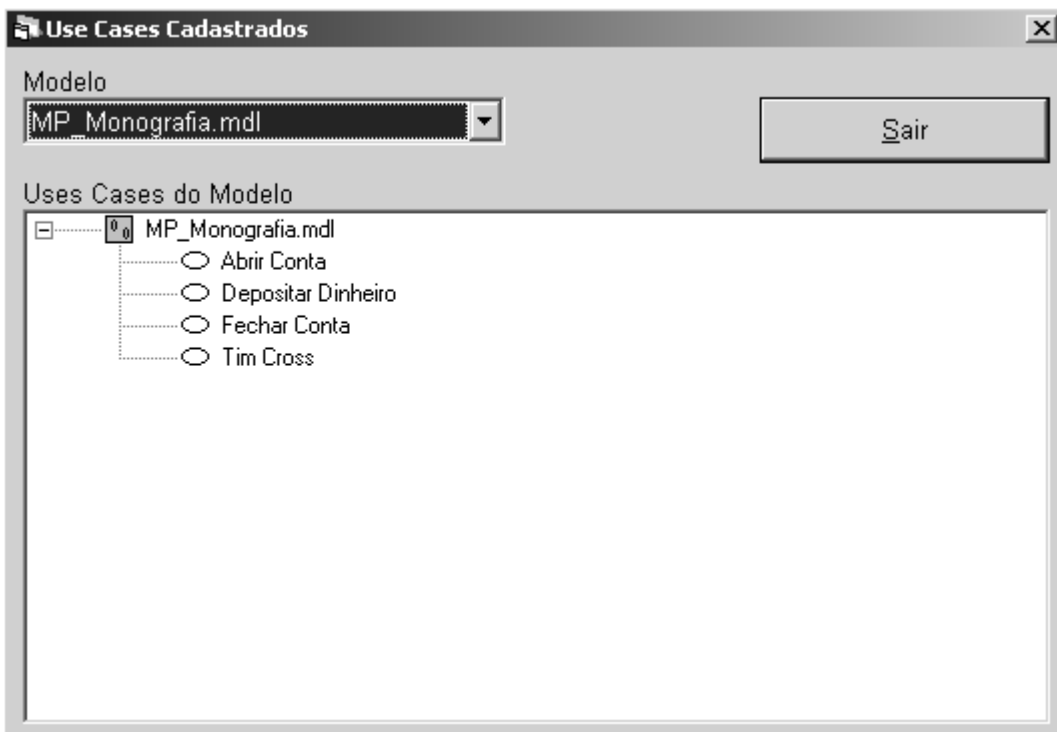 Use Cases Cadastrados
Modelo
MP_Monografia.mdl
Sair
Uses Cases do Modelo
MP_Monografia.mdl
Abrir Conta
Depositar Dinheiro
Fechar Conta
Tim Cross